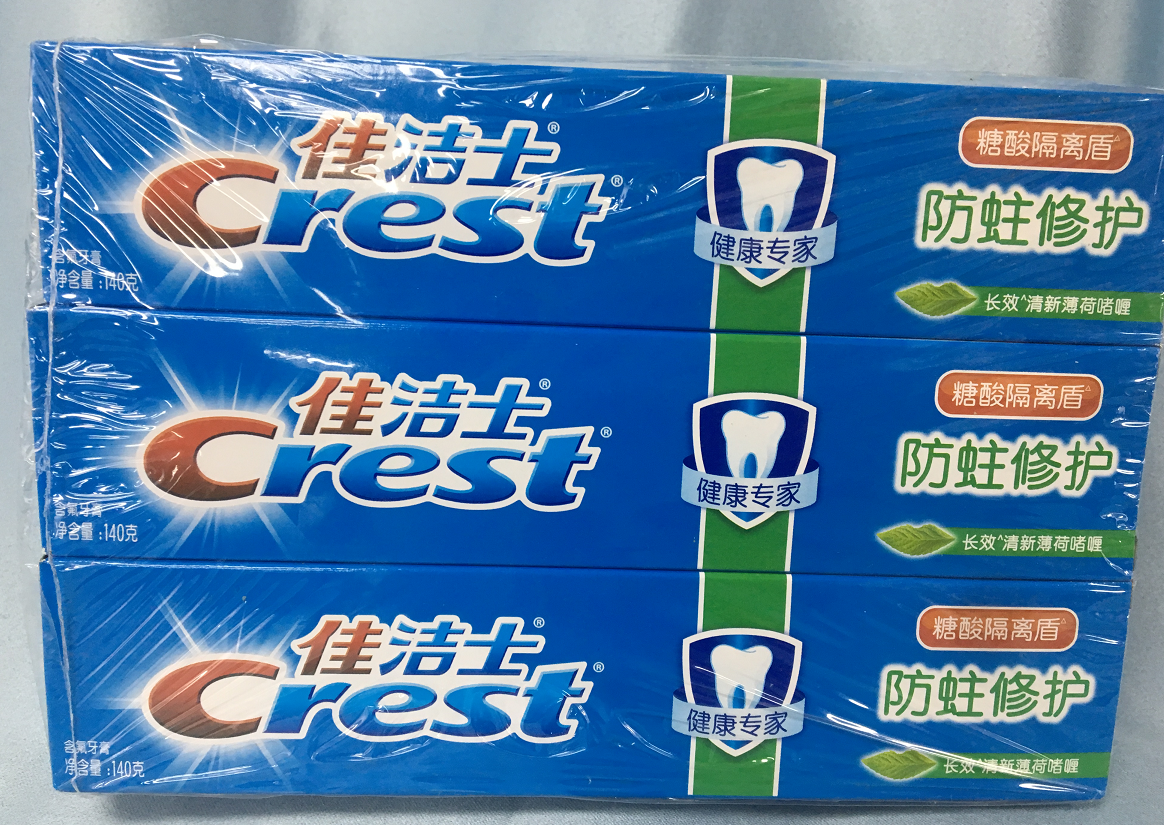 佳洁士®
Crest®
含氟牙膏
净含量:140克
健康专家
糖酸隔离盾△
防蛀修护
长效^清新薄荷啫喱
佳洁士®
Crest®
含氟牙膏
净含量:140克
健康专家
糖酸隔离盾△
防蛀修护
长效^清新薄荷啫喱
佳洁士®
Crest®
含氟牙膏
净含量:140克
健康专家
糖酸隔离盾△
防蛀修护
长效^清新薄荷啫喱